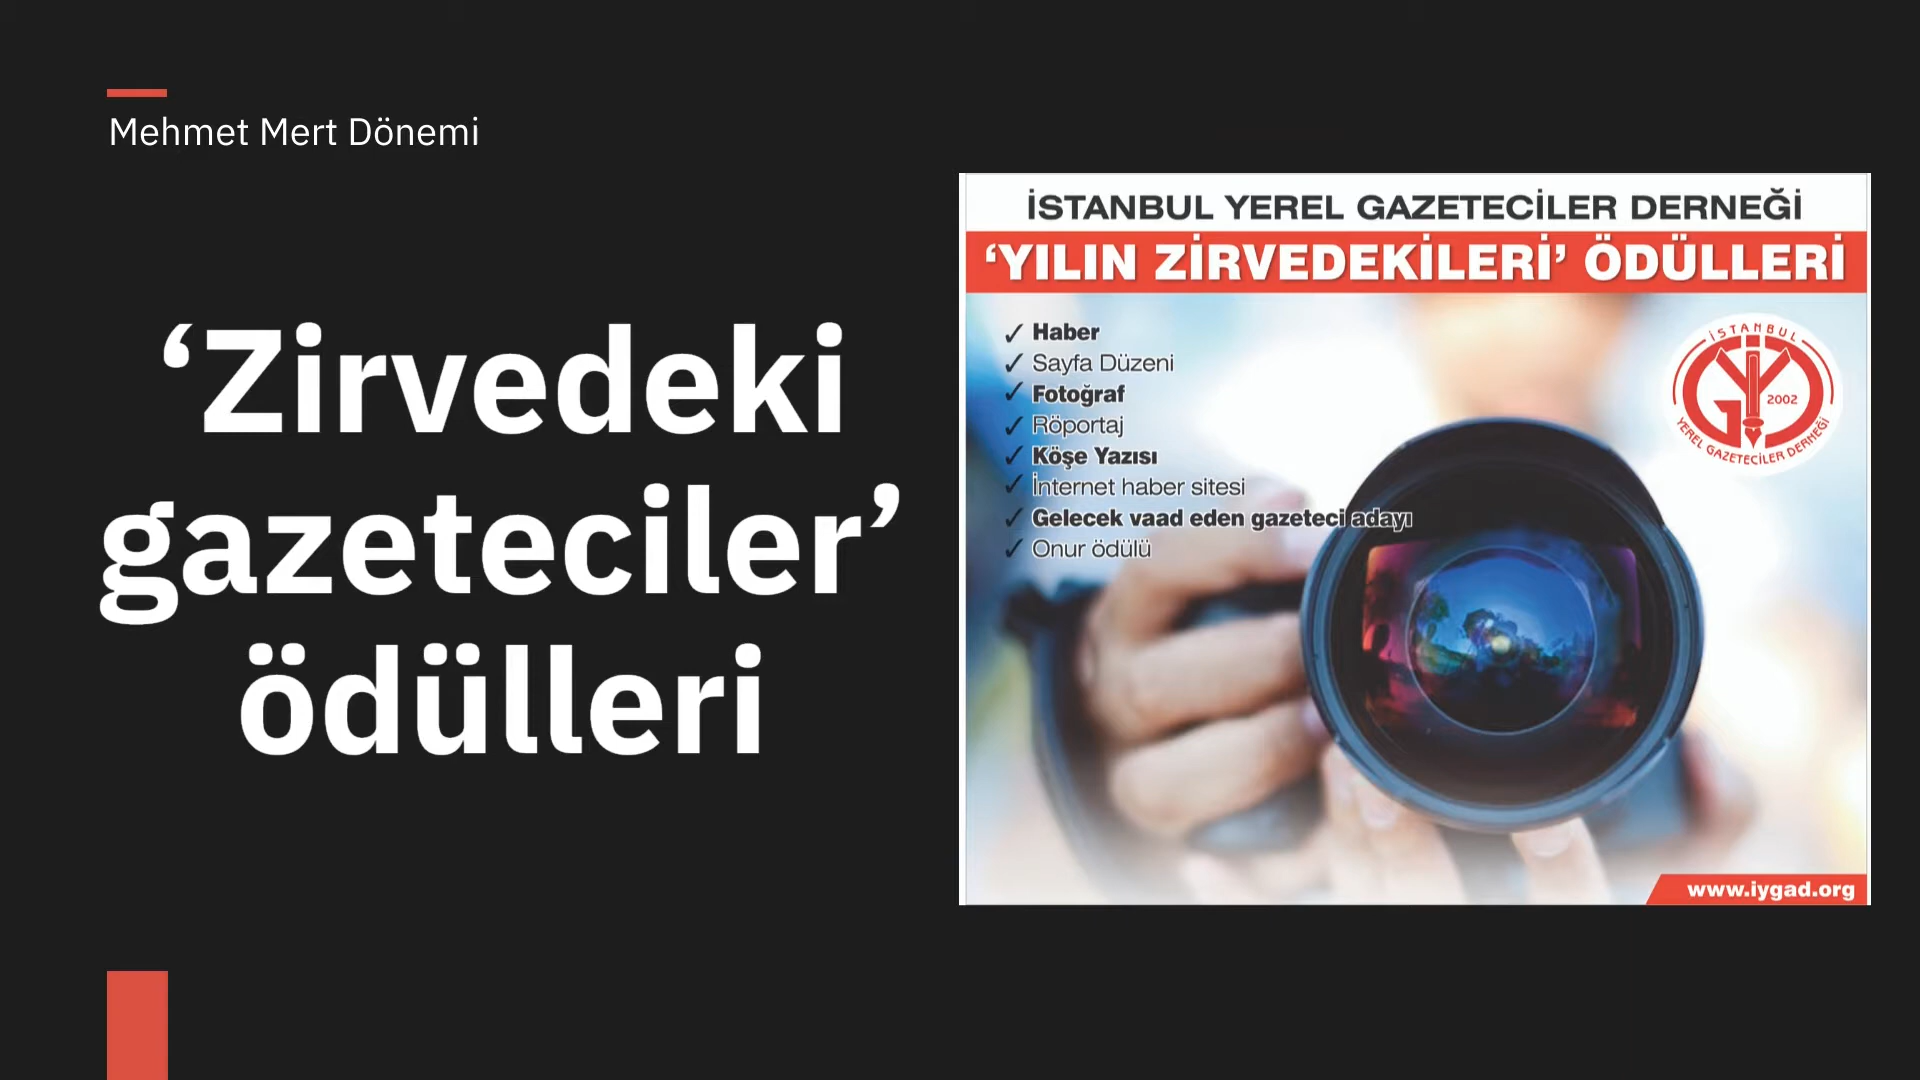 Mehmet Mert Dönemi
‘Zirvedeki
gazeteciler’
ödülleri
İSTANBUL YEREL GAZETECİLER DERNEĞİ
‘YILIN ZİRVEDEKİLERİ’ ÖDÜLLERİ
✓ Haber
✓ Sayfa Düzeni
✓ Fotoğraf
✓ Röportaj
✓ Köşe Yazısı
✓ İnternet haber sitesi
✓ Gelecek vaad eden gazeteci adayı
✓ Onur ödülü
İSTANBUL
2002
YEREL GAZETECİLER DERNEĞİ
www.iygad.org